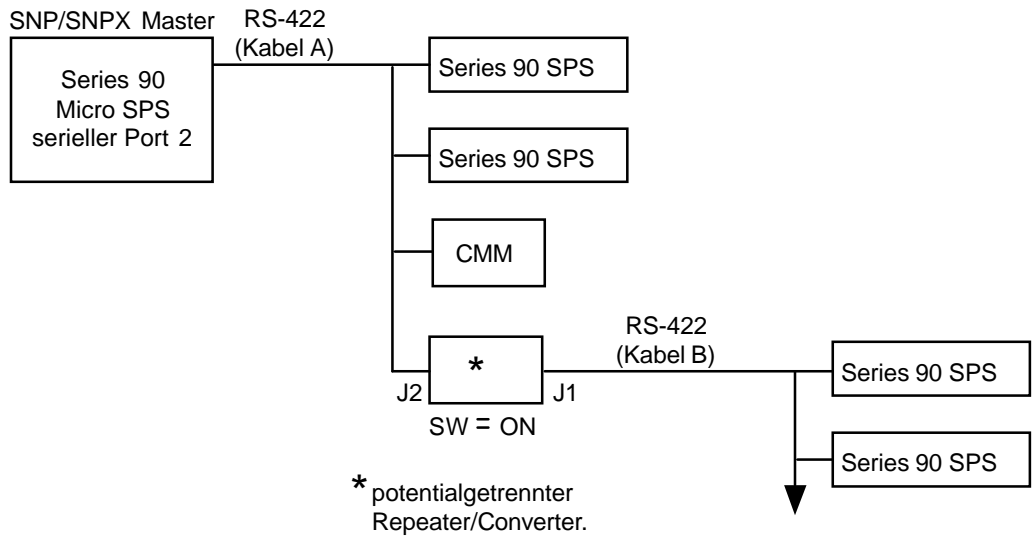 SNP/SNPX Master
RS-422
(Kabel A)
Series 90
Micro SPS
serieller Port 2
Series 90 SPS
Series 90 SPS
CMM
RS-422
(Kabel B)
*
J2
J1
SW = ON
Series 90 SPS
Series 90 SPS
* potentialgetrennter
Repeater/Converter.